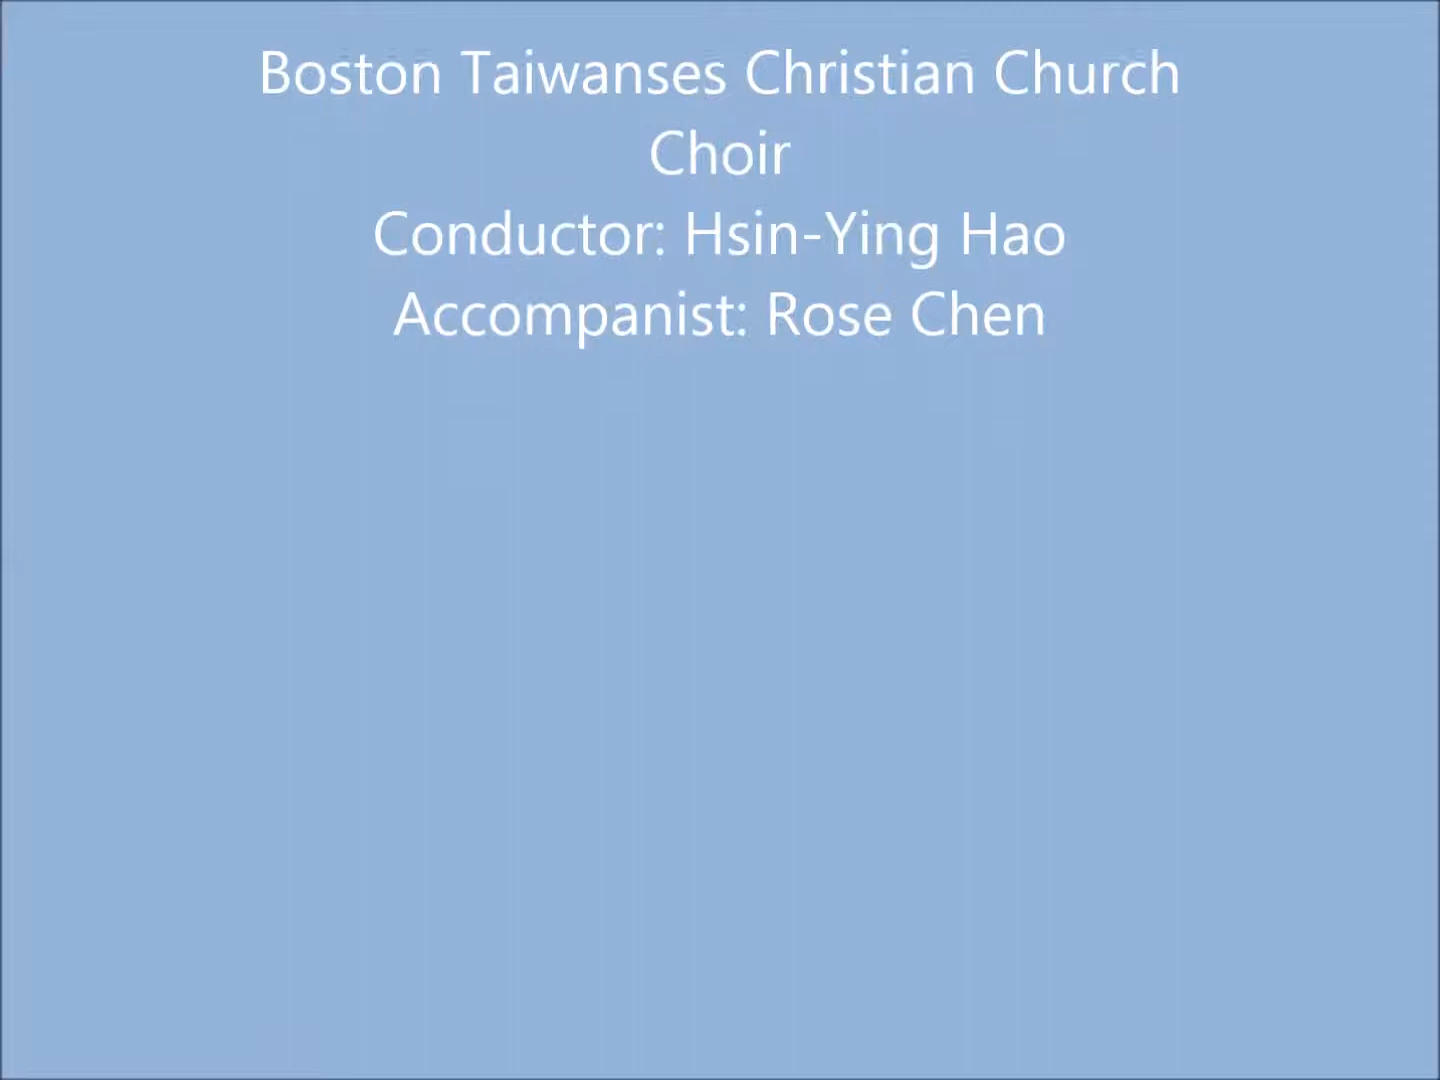 Boston Taiwanses Christian Church
Choir
Conductor: Hsin-Ying Hao
Accompanist: Rose Chen